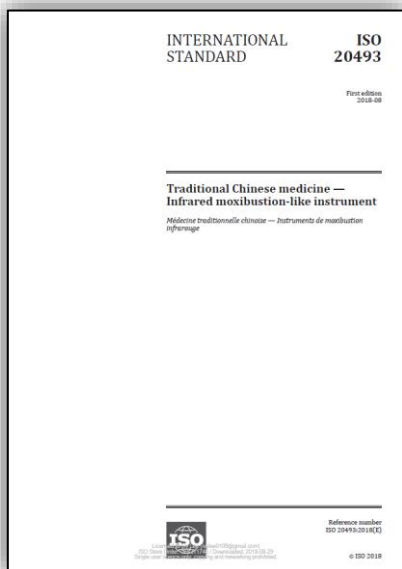 INTERNATIONAL
STANDARD
ISO
20493
First edition
2018-08
Traditional Chinese medicine —
Infrared moxibustion-like instrument
Médecine traditionnelle chinoise — Instruments de moxibustion
infrarouge
ISO
Reference number
ISO 20493:2018(E)
© ISO 2018